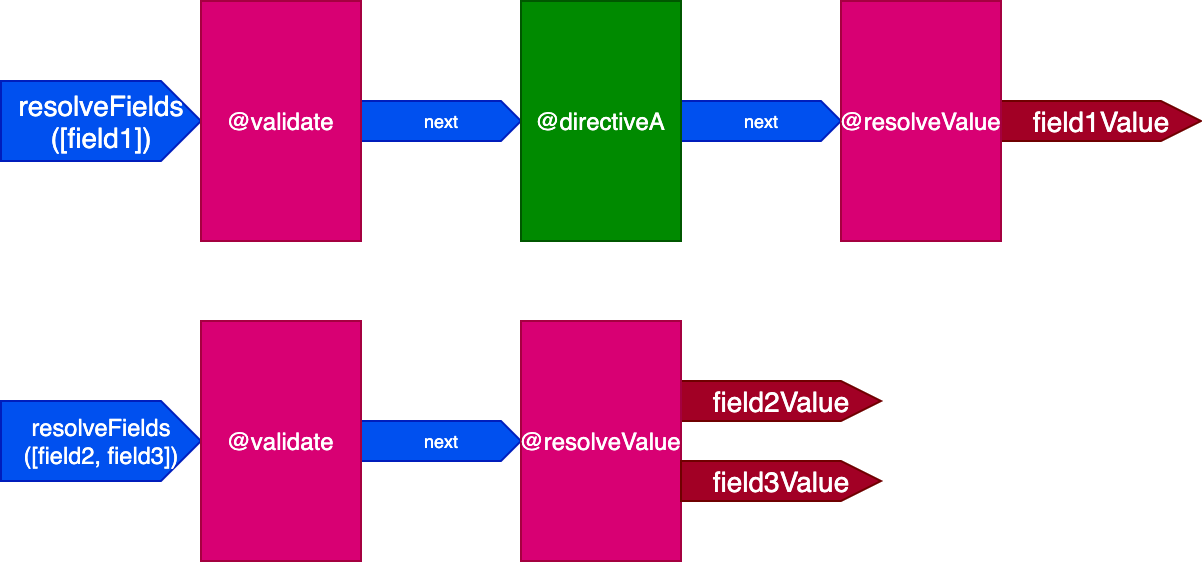 resolveFields
([field1])
@validate
next
@directiveA
next
@resolveValue
field1Value
resolveFields
([field2, field3])
@validate
next
@resolveValue
field2Value
field3Value